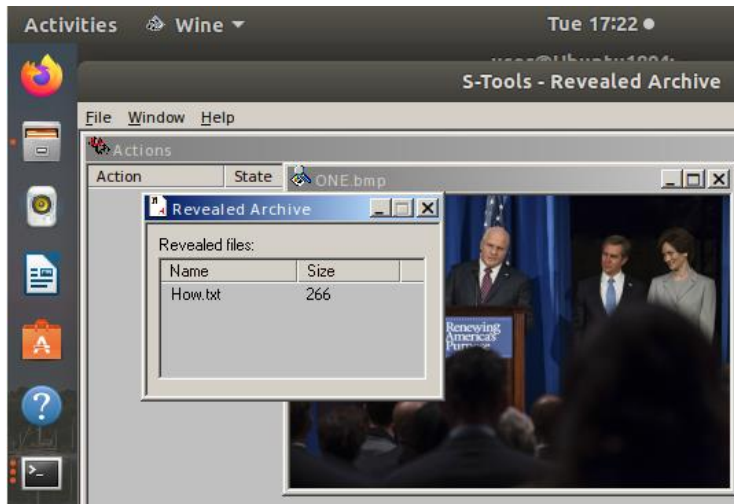 Activities Wine Tue 17:22
S-Tools - Revealed Archive
File Window Help
Actions
Action State ONE.bmp
Revealed Archive
Revealed files:
Name Size
How.txt 266
Renewing
America's
Purpose